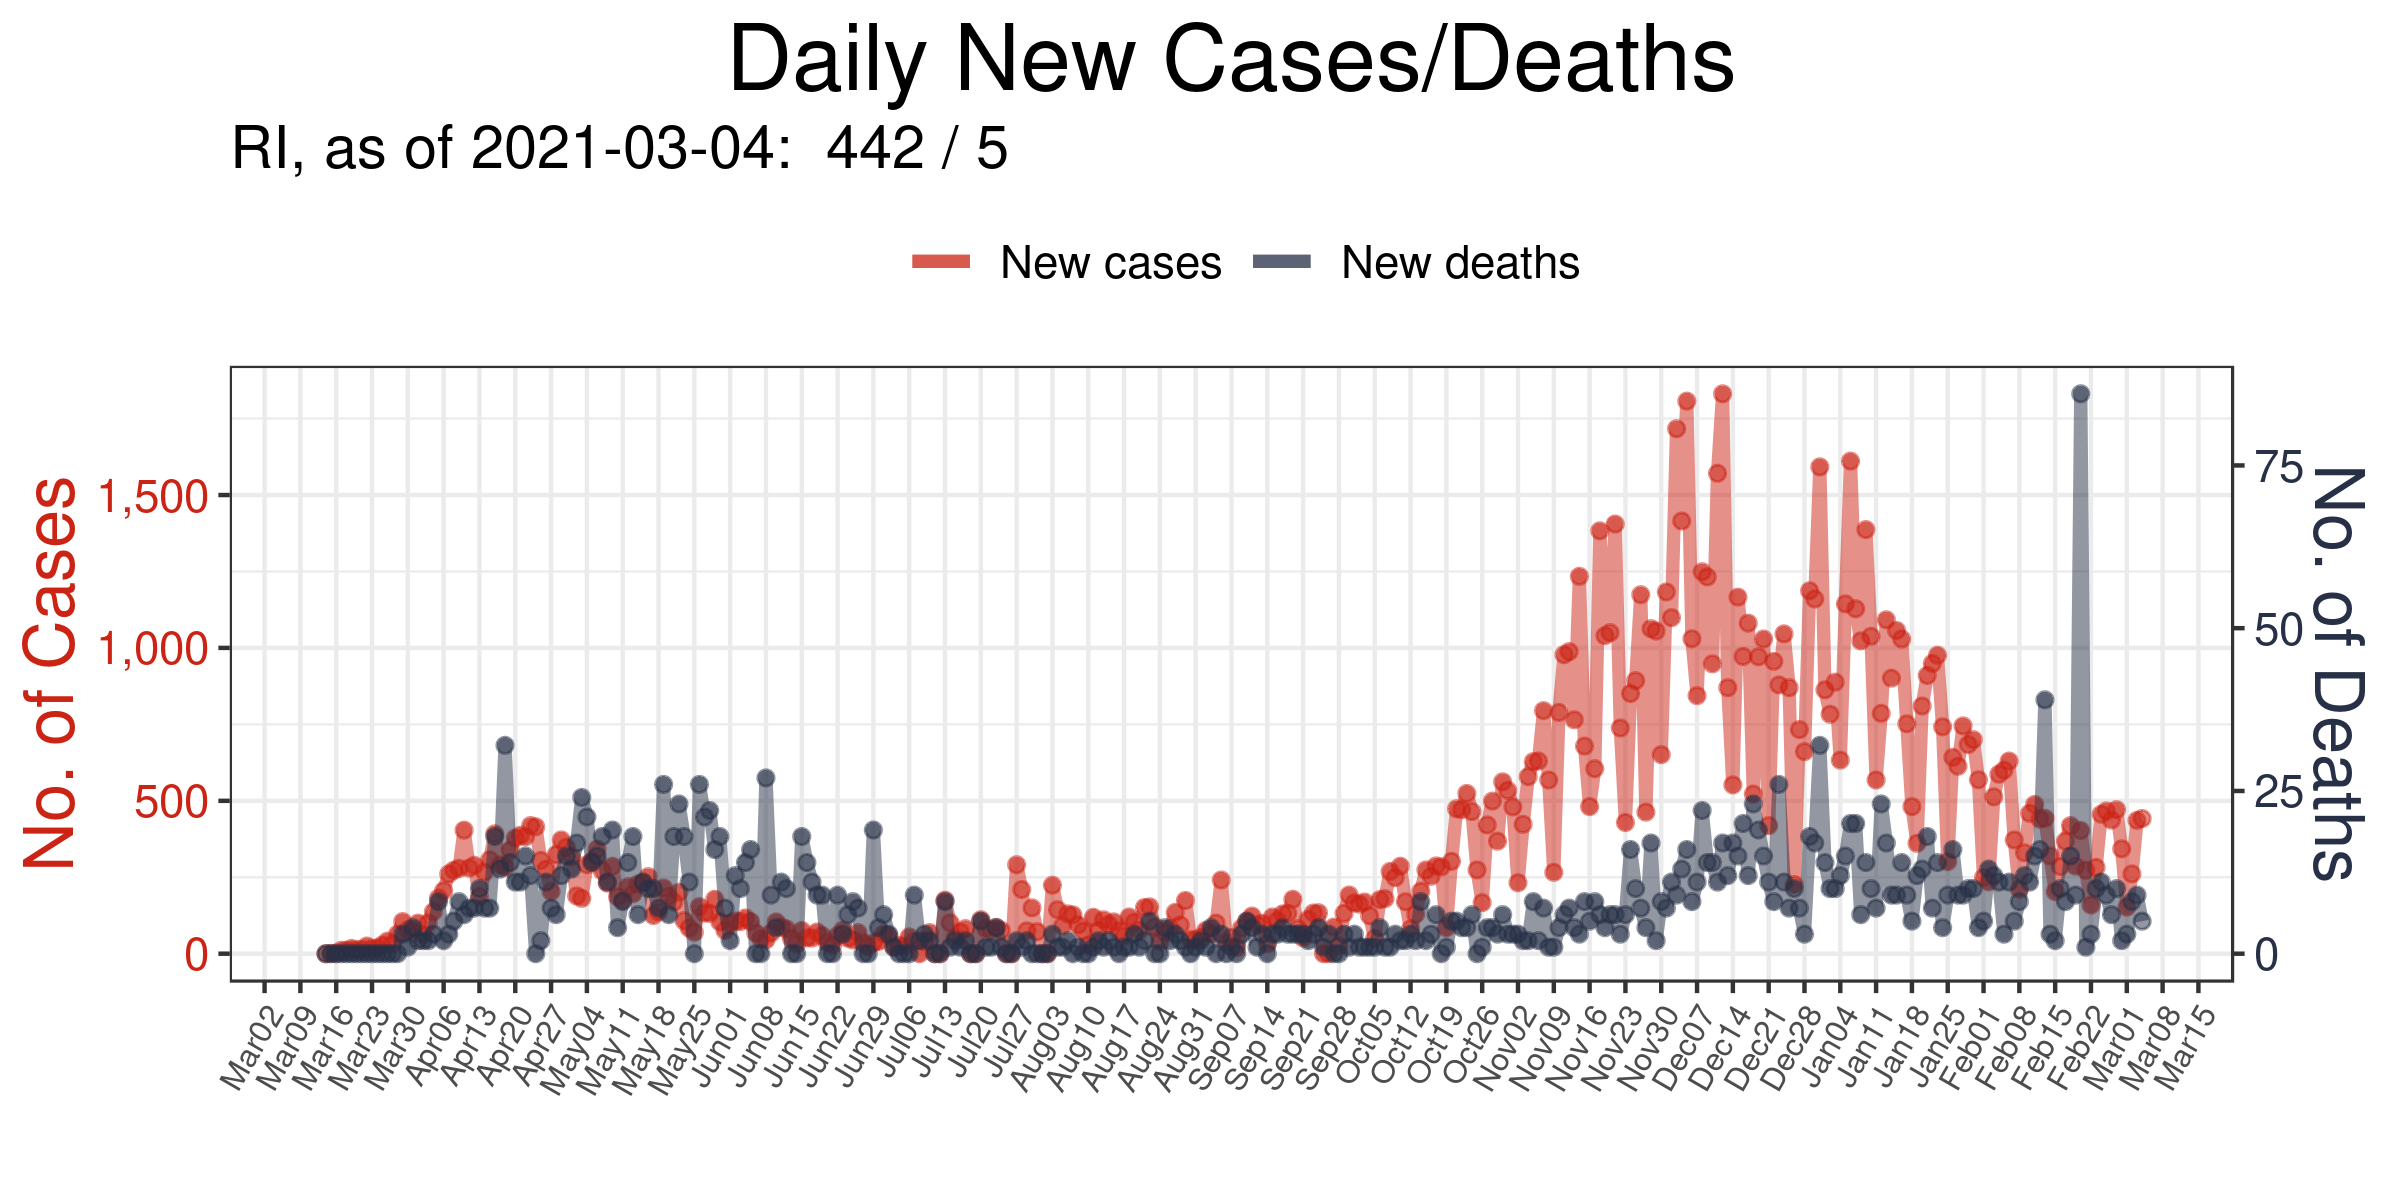 Daily New Cases/Deaths
RI, as of 2021-03-04:  442 / 5
New cases
New deaths
No. of Cases
1,500
1,000
500
0
75
50
25
0
No. of Deaths
Mar02
Mar09
Mar16
Mar23
Mar30
Apr06
Apr13
Apr20
Apr27
May04
May11
May18
May25
Jun01
Jun08
Jun15
Jun22
Jun29
Jul06
Jul13
Jul20
Jul27
Aug03
Aug10
Aug17
Aug24
Aug31
Sep07
Sep14
Sep21
Sep28
Oct05
Oct12
Oct19
Oct26
Nov02
Nov09
Nov16
Nov23
Nov30
Dec07
Dec14
Dec21
Dec28
Jan04
Jan11
Jan18
Jan25
Feb01
Feb08
Feb15
Feb22
Mar01
Mar08
Mar15